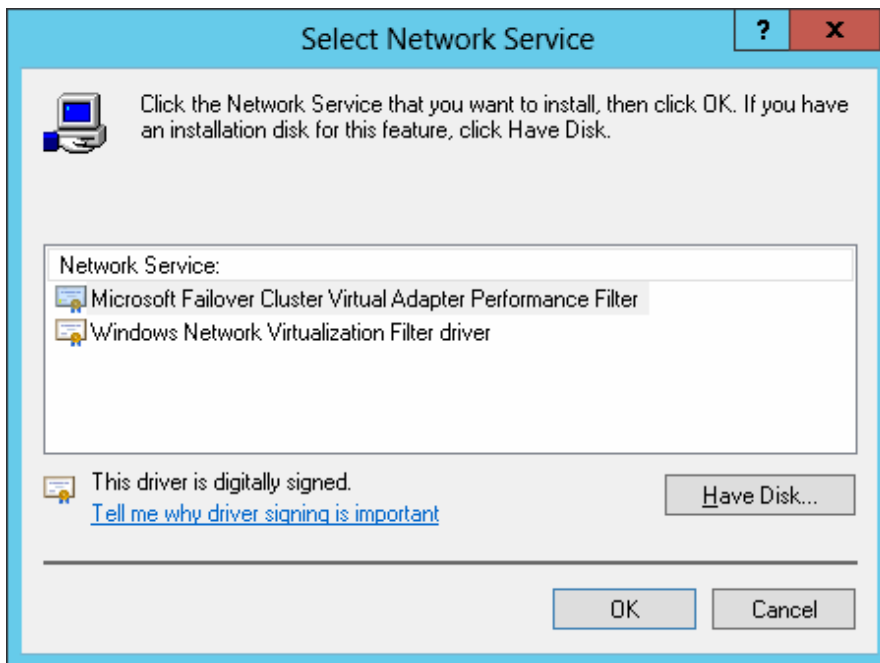 Select Network Service
?
x
Click the Network Service that you want to install, then click OK. If you have
an installation disk for this feature, click Have Disk.
Network Service:
Microsoft Failover Cluster Virtual Adapter Performance Filter
Windows Network Virtualization Filter driver
This driver is digitally signed.
Tell me why driver signing is important
Have Disk...
OK
Cancel